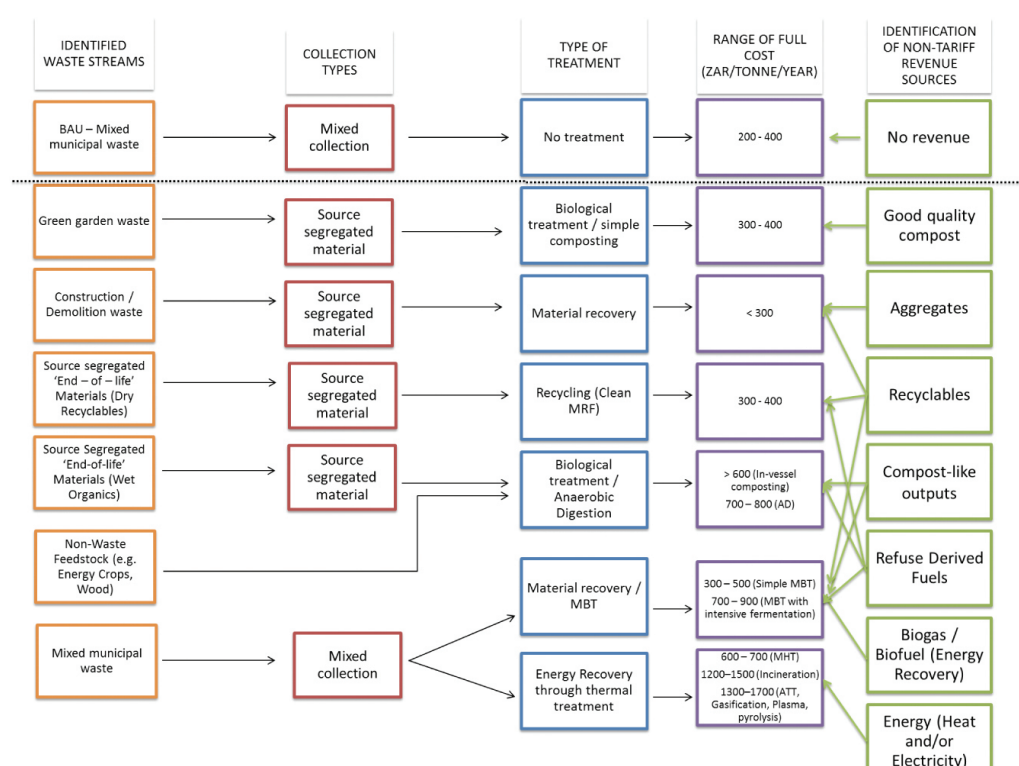 IDENTIFIED
WASTE STREAMS
COLLECTION
TYPES
TYPE OF
TREATMENT
RANGE OF FULL
COST
(ZAR/TONNE/YEAR)
IDENTIFICATION
OF NON-TARIFF
REVENUE
SOURCES
BAU – Mixed
municipal waste
Mixed
collection
No treatment
200 - 400
No revenue
Green garden waste
Source
segregated
material
Biological
treatment / simple
composting
300 - 400
Good quality
compost
Construction /
Demolition waste
Source
segregated
material
Material recovery
< 300
Aggregates
Source segregated
‘End – of – life’
Materials (Dry
Recyclables)
Source
segregated
material
Recycling (Clean
MRF)
300 - 400
Recyclables
Source Segregated
‘End-of-life’
Materials (Wet
Organics)
Source
segregated
material
Biological
treatment /
Anaerobic
Digestion
> 600 (In-vessel
composting)
700 – 800 (AD)
Compost-like
outputs
Non-Waste
Feedstock (e.g.
Energy Crops,
Wood)
Material recovery /
MBT
300 – 500 (Simple MBT)
700 – 900 (MBT with
intensive fermentation)
Refuse Derived
Fuels
Mixed municipal
waste
Mixed
collection
Energy Recovery
through thermal
treatment
600 – 700 (MHT)
1200–1500 (Incineration)
1300–1700 (ATT,
Gasification, Plasma,
pyrolysis)
Biogas /
Biofuel (Energy
Recovery)
Energy (Heat
and/or
Electricity)